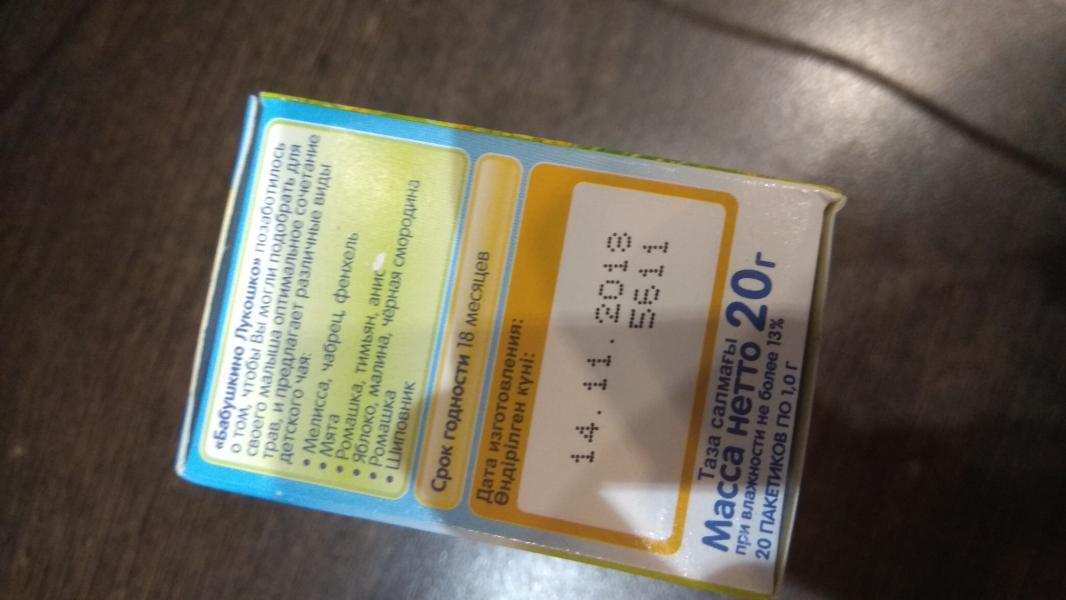 «Бабушкино Лукошко» позаботилось
о том, чтобы Вы могли подобрать для
своего малыша оптимальное сочетание
трав, и предлагает различные виды
детского чая:
• Мелисса, чабрец, фенхель
• Мята
• Ромашка, тимьян, анис
• Яблоко, малина, чёрная смородина
• Ромашка
• Шиповник
Срок годности 18 месяцев
Дата изготовления:
Өндірілген күні:
14.11.2018
5611
Таза салмағы
Масса нетто 20 г
при влажности не более 13%
20 ПАКЕТИКОВ ПО 1,0 Г